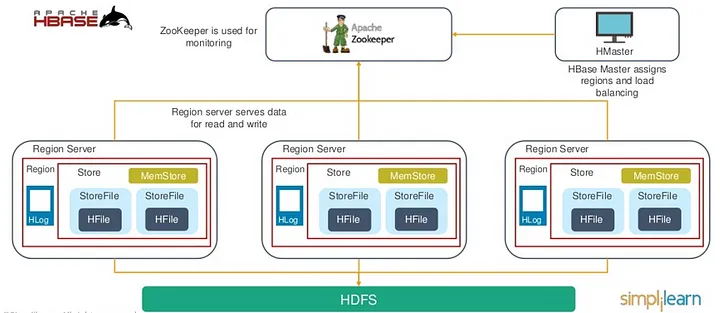 APACHE
HBASE
ZooKeeper is used for
monitoring
Apache
Zookeeper
HMaster
HBase Master assigns
regions and load
balancing
Region server serves data
for read and write
Region Server
Region
Store
MemStore
StoreFile
StoreFile
HLog
HFile
HFile
Region Server
Region
Store
MemStore
StoreFile
StoreFile
HLog
HFile
HFile
Region Server
Region
Store
MemStore
StoreFile
StoreFile
HLog
HFile
HFile
HDFS
simplilearn